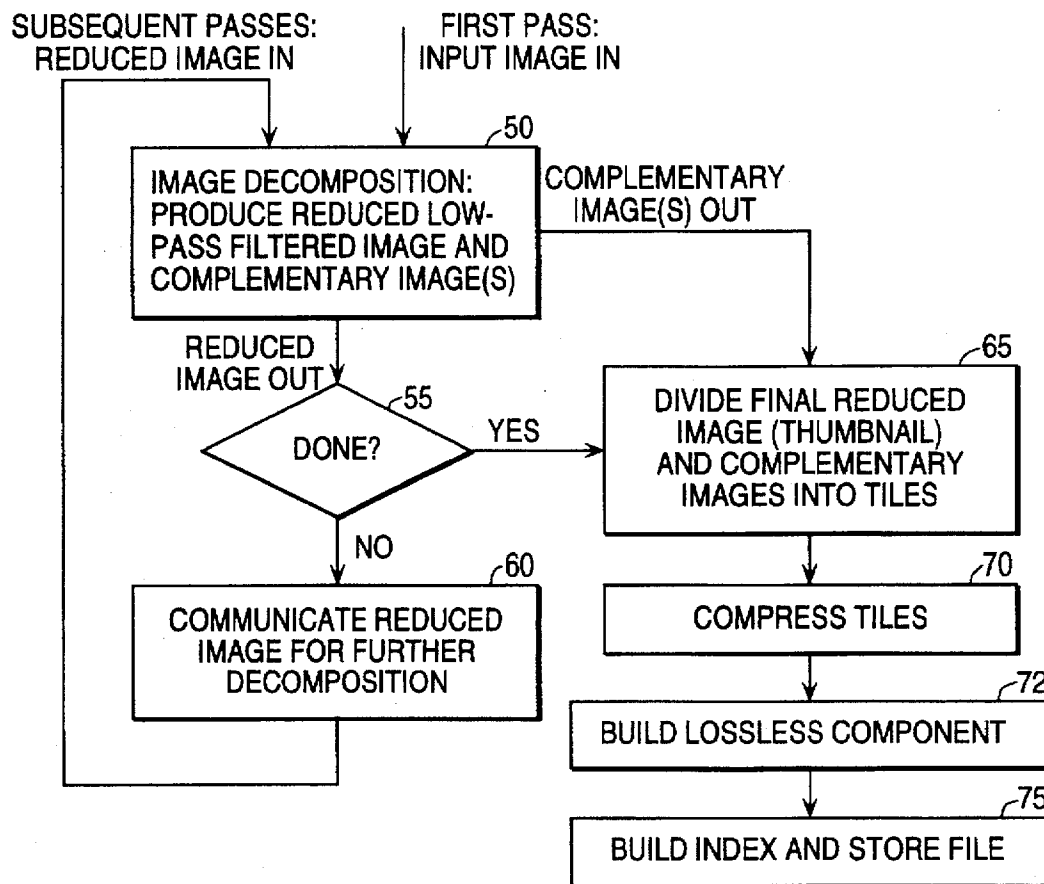 SUBSEQUENT PASSES:
REDUCED IMAGE IN
FIRST PASS:
INPUT IMAGE IN
50
IMAGE DECOMPOSITION:
PRODUCE REDUCED LOW-
PASS FILTERED IMAGE AND
COMPLEMENTARY IMAGE(S)
COMPLEMENTARY
IMAGE(S) OUT
REDUCED
IMAGE OUT
55
DONE?
YES
NO
60
COMMUNICATE REDUCED
IMAGE FOR FURTHER
DECOMPOSITION
65
DIVIDE FINAL REDUCED
IMAGE (THUMBNAIL)
AND COMPLEMENTARY
IMAGES INTO TILES
70
COMPRESS TILES
72
BUILD LOSSLESS COMPONENT
75
BUILD INDEX AND STORE FILE